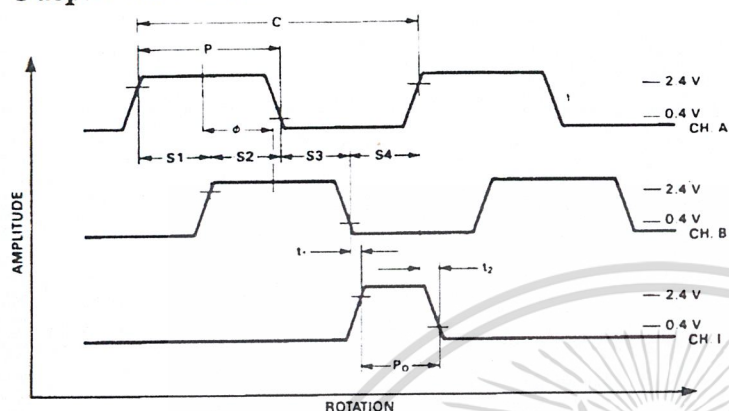 C
P
2.4 V
0.4 V
CH. A
ϕ
S1 S2 S3 S4
2.4 V
0.4 V
CH. B
AMPLITUDE
t₁
t₂
2.4 V
0.4 V
CH. I
P₀
ROTATION